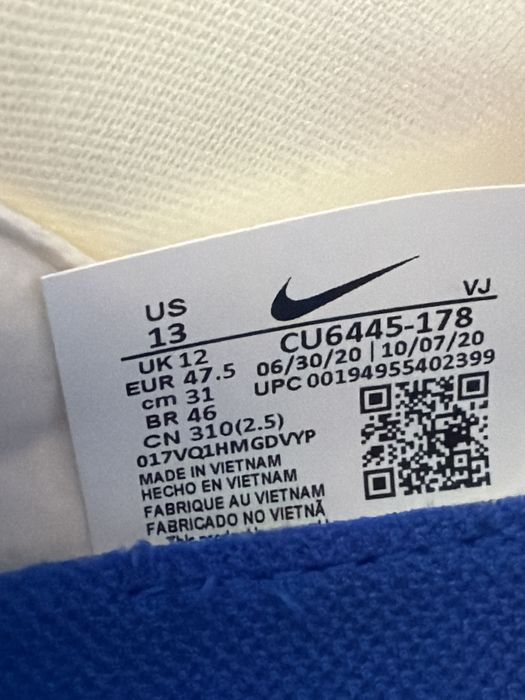 US
13
VJ
UK 12
EUR 47.5
cm 31
BR 46
CN 310(2.5)
017VQ1HMGDVYP
CU6445-178
06/30/20 | 10/07/20
UPC 00194955402399
MADE IN VIETNAM
HECHO EN VIETNAM
FABRIQUE AU VIETNAM
FABRICADO NO VIETNÃ